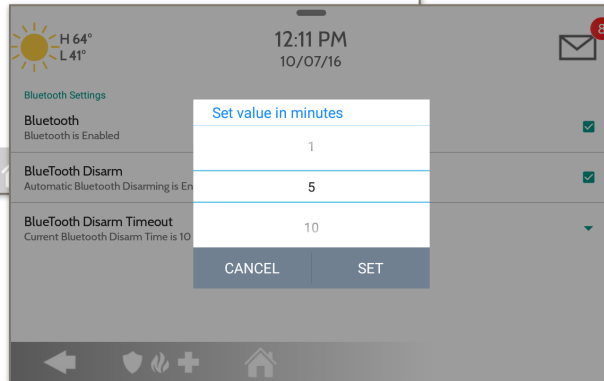 H 64°
L 41°
12:11 PM
10/07/16
8
Bluetooth Settings
Bluetooth
Bluetooth is Enabled
BlueTooth Disarm
Automatic Bluetooth Disarming is En
BlueTooth Disarm Timeout
Current Bluetooth Disarm Time is 10
Set value in minutes
1
5
10
CANCEL SET